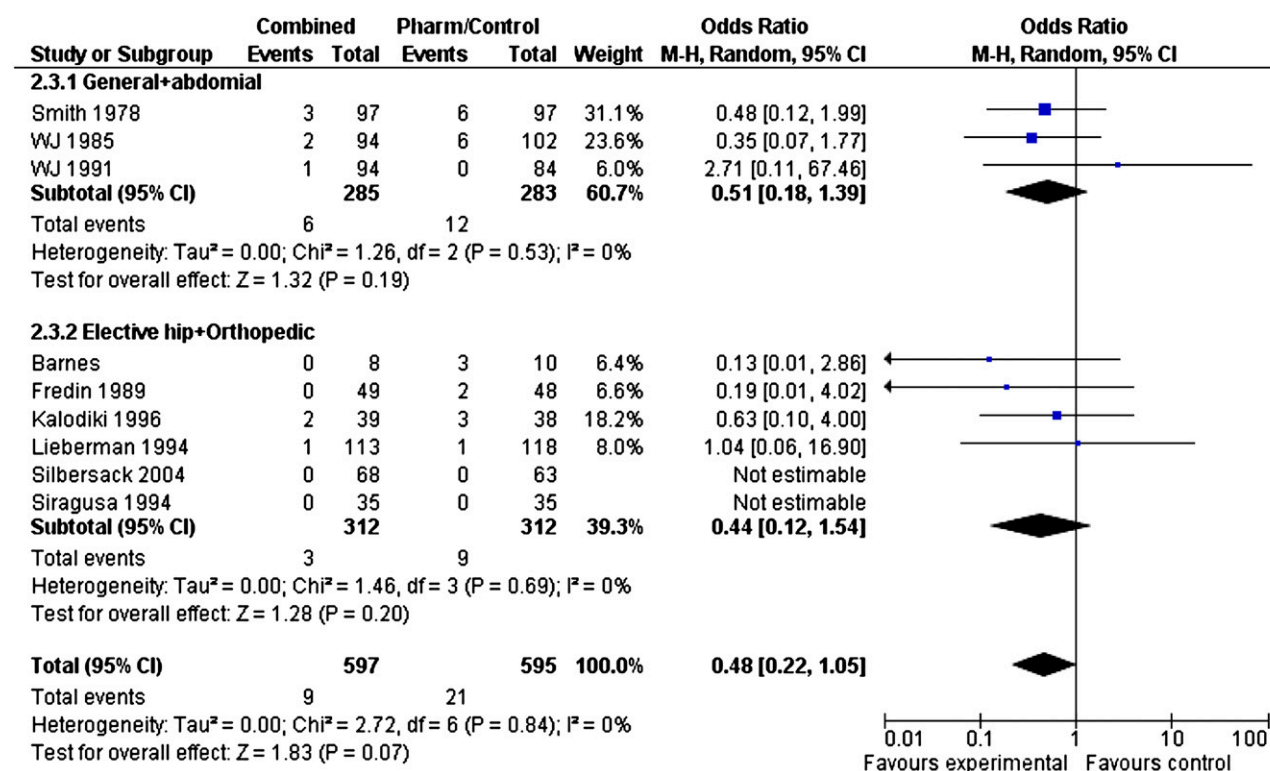 Combined Pharm/Control Odds Ratio Odds Ratio
Study or Subgroup Events Total Events Total Weight M-H, Random, 95% CI M-H, Random, 95% CI
2.3.1 General+abdomial
Smith 1978 3 97 6 97 31.1% 0.48 [0.12, 1.99]
WJ 1985 2 94 6 102 23.6% 0.35 [0.07, 1.77]
WJ 1991 1 94 0 84 6.0% 2.71 [0.11, 67.46]
Subtotal (95% CI) 285 283 60.7% 0.51 [0.18, 1.39]
Total events 6 12
Heterogeneity: Tau² = 0.00; Chi² = 1.26, df = 2 (P = 0.53); I² = 0%
Test for overall effect: Z = 1.32 (P = 0.19)
2.3.2 Elective hip+Orthopedic
Barnes 0 8 3 10 6.4% 0.13 [0.01, 2.86]
Fredin 1989 0 49 2 48 6.6% 0.19 [0.01, 4.02]
Kalodiki 1996 2 39 3 38 18.2% 0.63 [0.10, 4.00]
Lieberman 1994 1 113 1 118 8.0% 1.04 [0.06, 16.90]
Silbersack 2004 0 68 0 63 Not estimable
Siragusa 1994 0 35 0 35 Not estimable
Subtotal (95% CI) 312 312 39.3% 0.44 [0.12, 1.54]
Total events 3 9
Heterogeneity: Tau² = 0.00; Chi² = 1.46, df = 3 (P = 0.69); I² = 0%
Test for overall effect: Z = 1.28 (P = 0.20)
Total (95% CI) 597 595 100.0% 0.48 [0.22, 1.05]
Total events 9 21
Heterogeneity: Tau² = 0.00; Chi² = 2.72, df = 6 (P = 0.84); I² = 0%
Test for overall effect: Z = 1.83 (P = 0.07)
0.01 0.1 1 10 100
Favours experimental Favours control